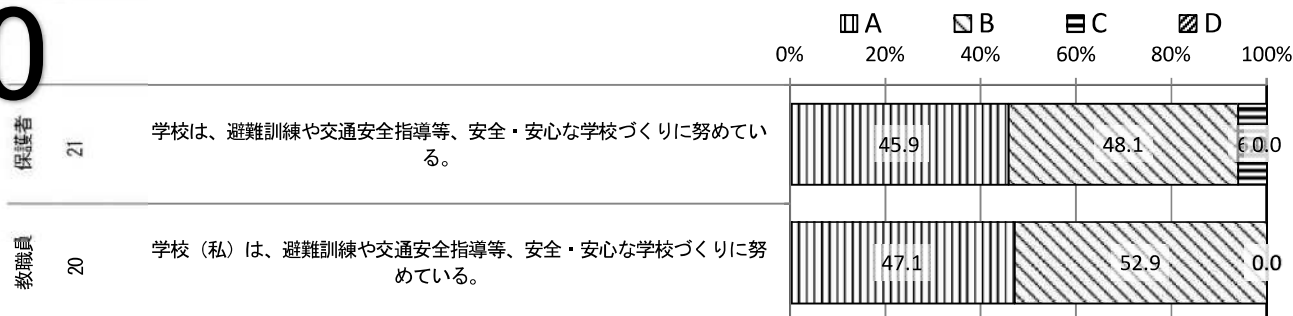 A B C D
0% 20% 40% 60% 80% 100%
保護者
21
学校は、避難訓練や交通安全指導等、安全・安心な学校づくりに努めてい
る。
45.9 48.1 0.0
教職員
20
学校（私）は、避難訓練や交通安全指導等、安全・安心な学校づくりに努
めている。
47.1 52.9 0.0